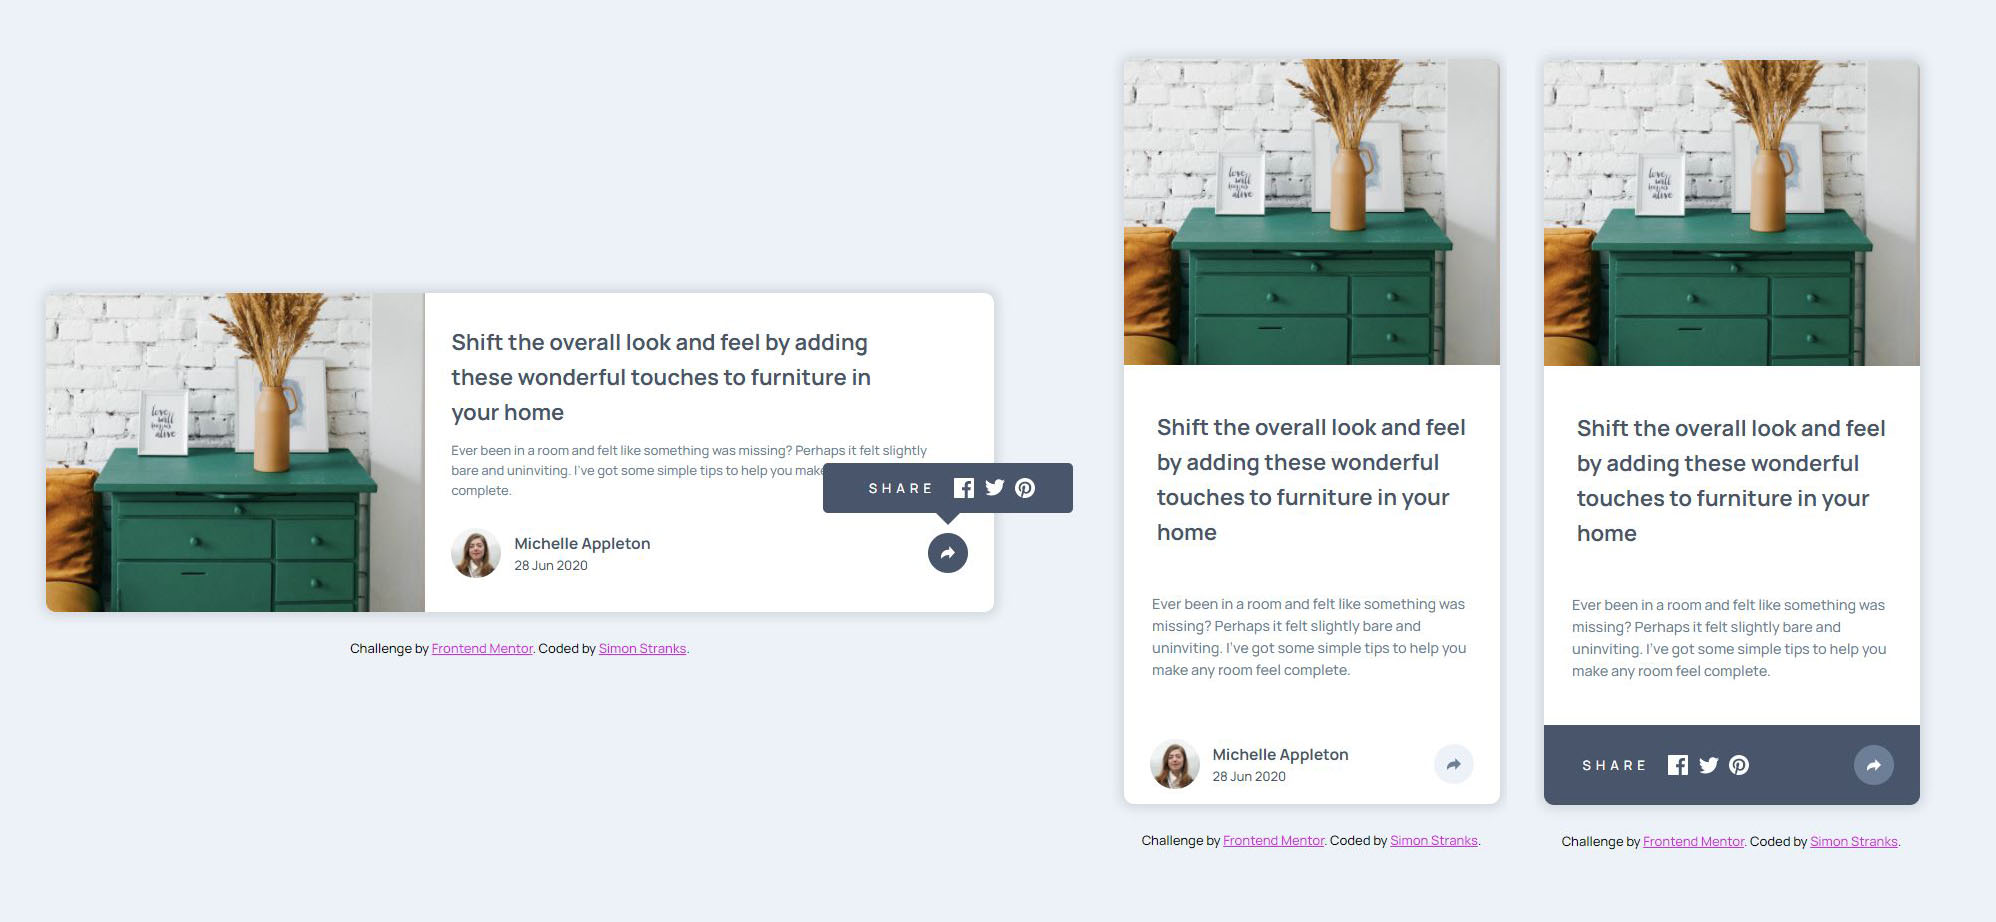 love
will
alive
Shift the overall look and feel by adding
these wonderful touches to furniture in
your home
Ever been in a room and felt like something was missing? Perhaps it felt slightly
bare and uninviting. I've got some simple tips to help you make
complete.
SHARE
Michelle Appleton
28 Jun 2020
Challenge by Frontend Mentor. Coded by Simon Stranks.
love
will
alive
Shift the overall look and feel
by adding these wonderful
touches to furniture in your
home
Ever been in a room and felt like something was
missing? Perhaps it felt slightly bare and
uninviting. I've got some simple tips to help you
make any room feel complete.
Michelle Appleton
28 Jun 2020
Challenge by Frontend Mentor. Coded by Simon Stranks.
love
will
alive
Shift the overall look and feel
by adding these wonderful
touches to furniture in your
home
Ever been in a room and felt like something was
missing? Perhaps it felt slightly bare and
uninviting. I've got some simple tips to help you
make any room feel complete.
SHARE
Challenge by Frontend Mentor. Coded by Simon Stranks.